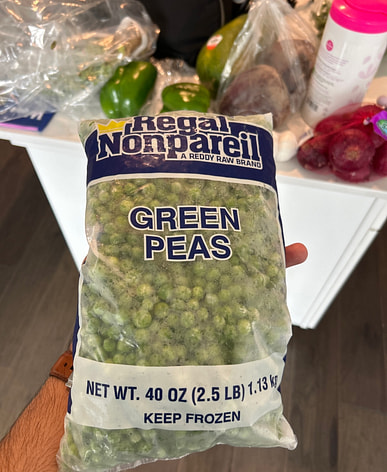 Regal
Nonpareil
A REDDY RAW BRAND
GREEN
PEAS
NET WT. 40 OZ (2.5 LB) 1.13 kg
KEEP FROZEN